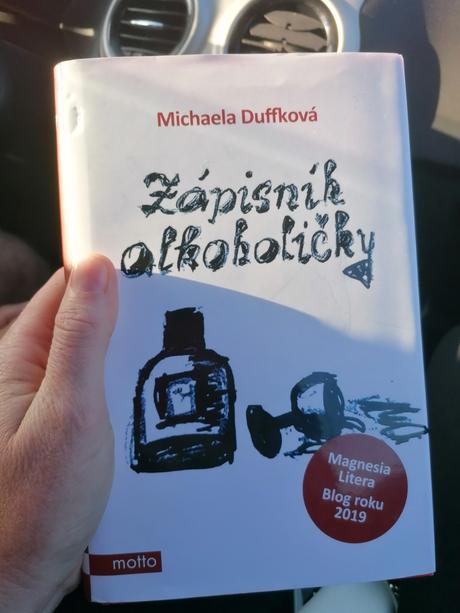 Michaela Duffková
Zápisník
alkoholičky
Magnesia
Litera
Blog roku
2019
motto